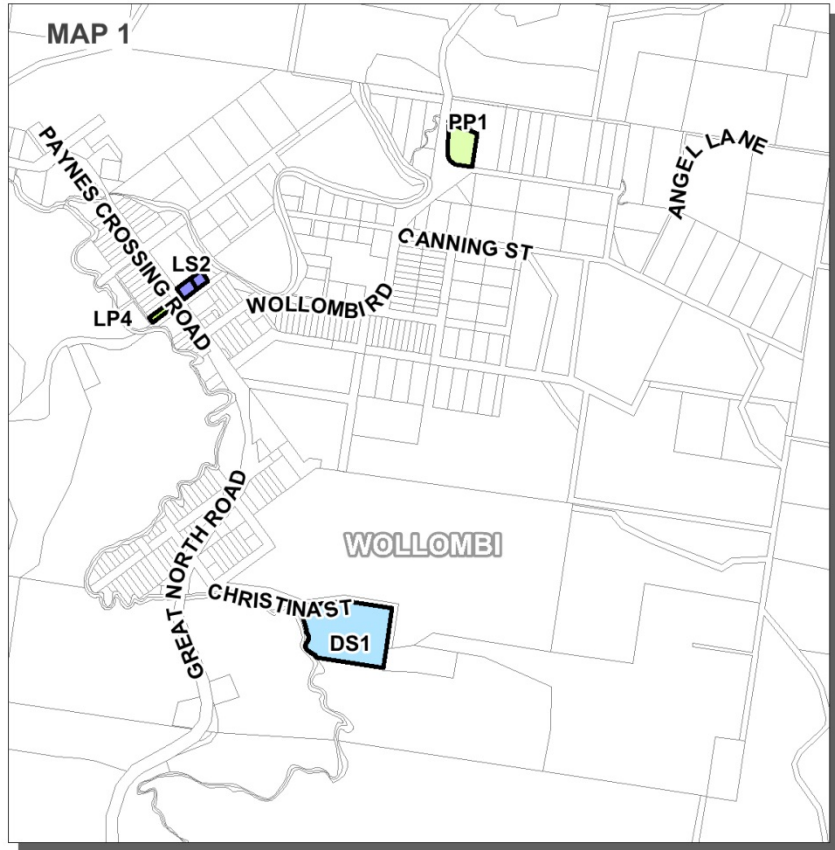 MAP 1
PP1
ANGEL LANE
PAYNES CROSSING ROAD
CANNING ST
LS2
WOLLOMBI RD
LP4
GREAT NORTH ROAD
WOLLOMBI
CHRISTINA ST
DS1